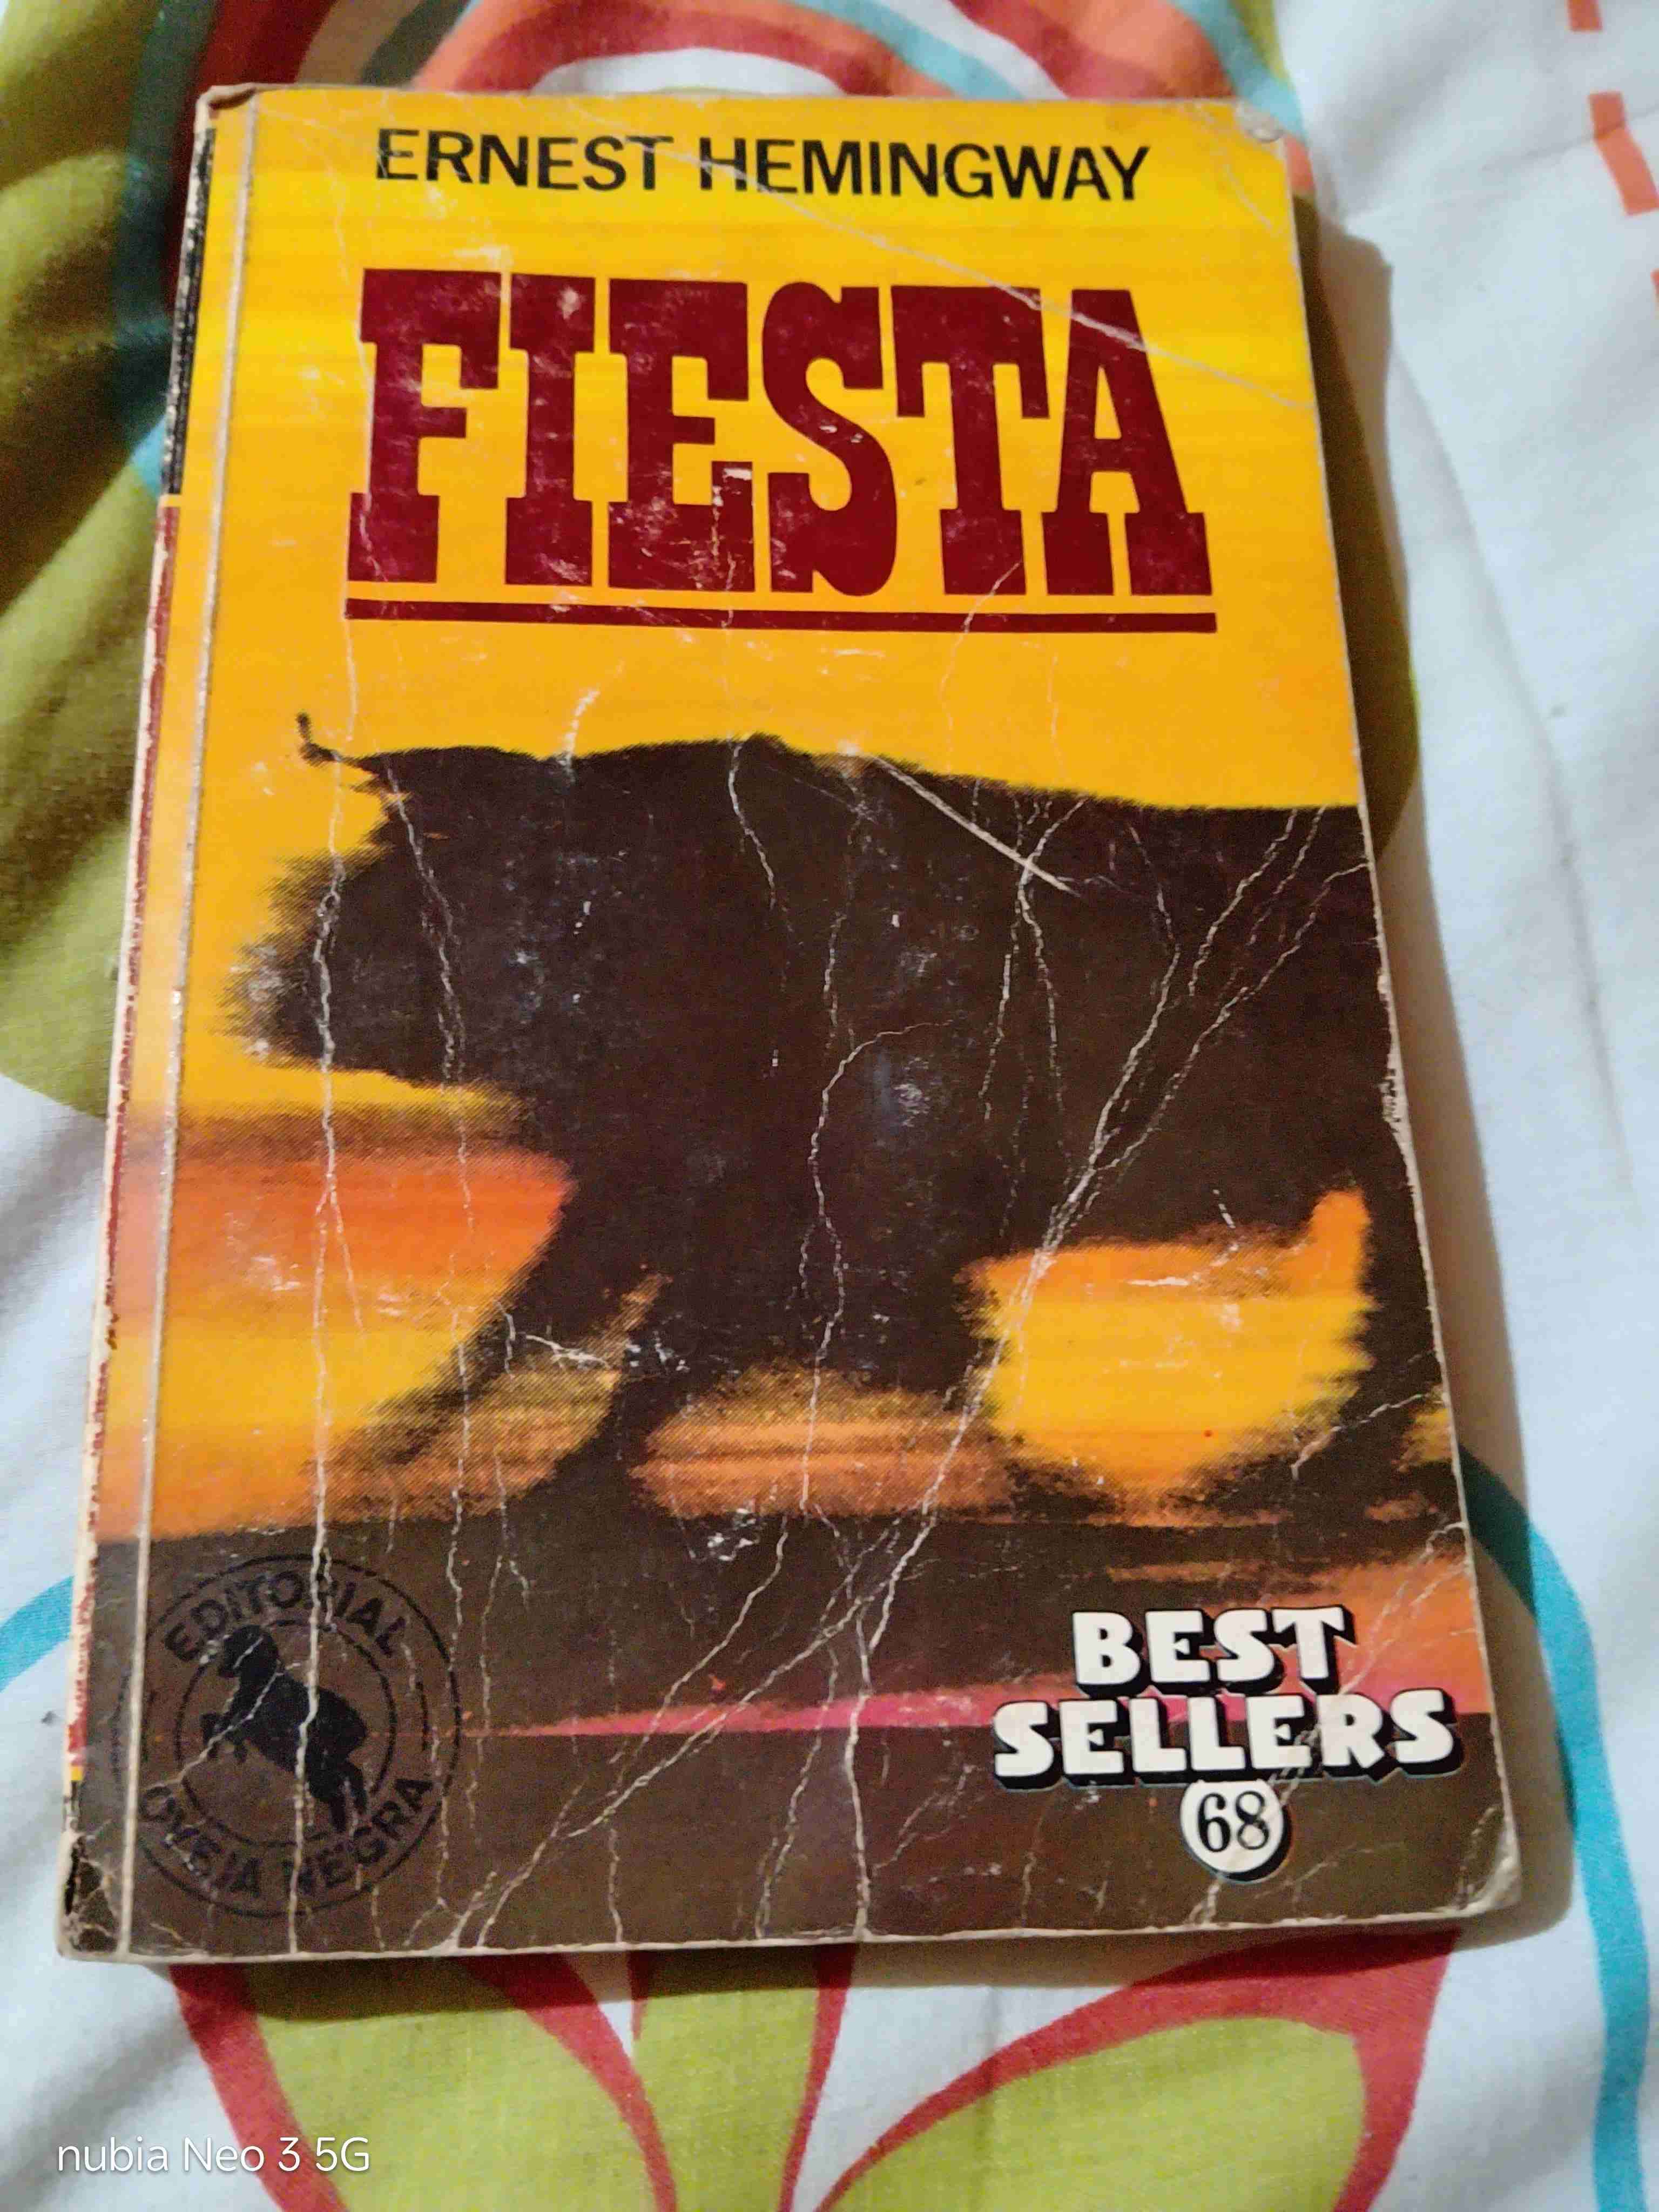 ERNEST HEMINGWAY
FIESTA
EDITORIAL
OVEJA NEGRA
BEST
SELLERS
68
nubia Neo 3 5G